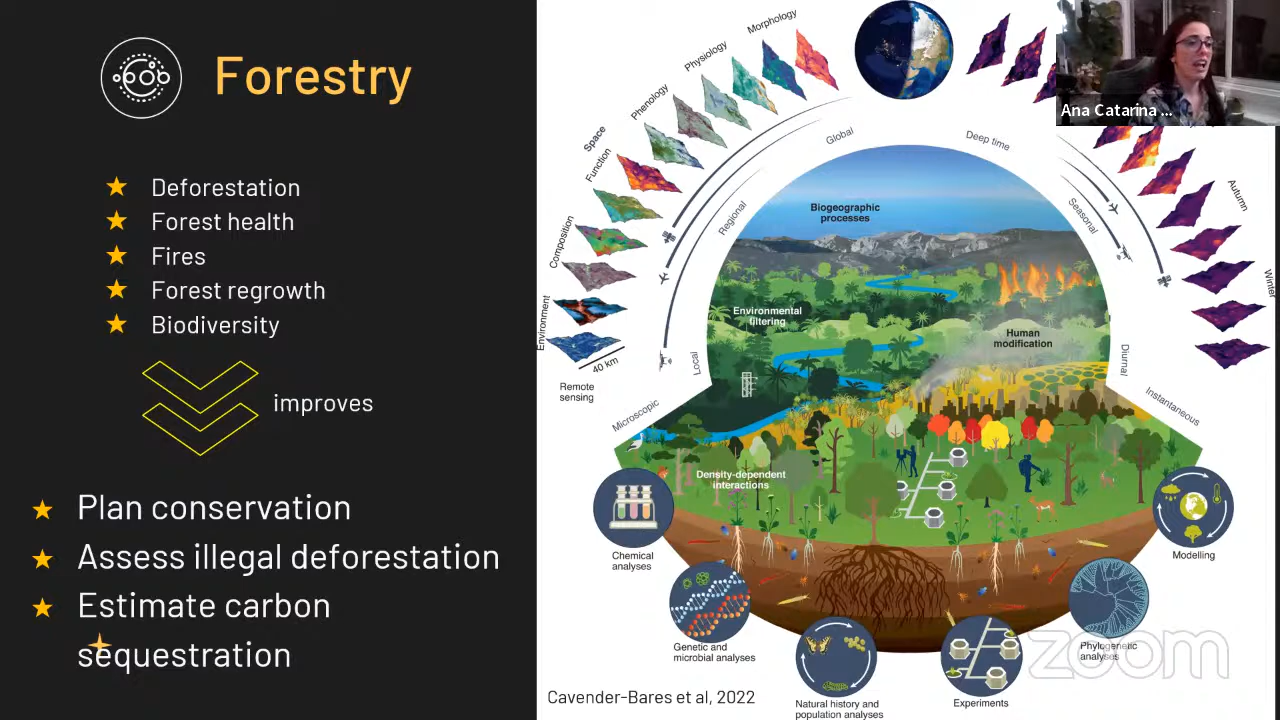 Forestry
Deforestation
Forest health
Fires
Forest regrowth
Biodiversity
improves
Plan conservation
Assess illegal deforestation
Estimate carbon
sequestration
Morphology
Physiology
Phenology
Space
Function
Composition
Environment
40 km
Remote
sensing
Global
Regional
Local
Microscopic
Deep time
Seasonal
Diurnal
Instantaneous
Autumn
Winter
Biogeographic
processes
Environmental
filtering
Human
modification
Density-dependent
interactions
Chemical
analyses
Genetic and
microbial analyses
Natural history and
population analyses
Experiments
Phylogenetic
analyses
Modelling
Cavender-Bares et al, 2022
Ana Catarina ...
zoom